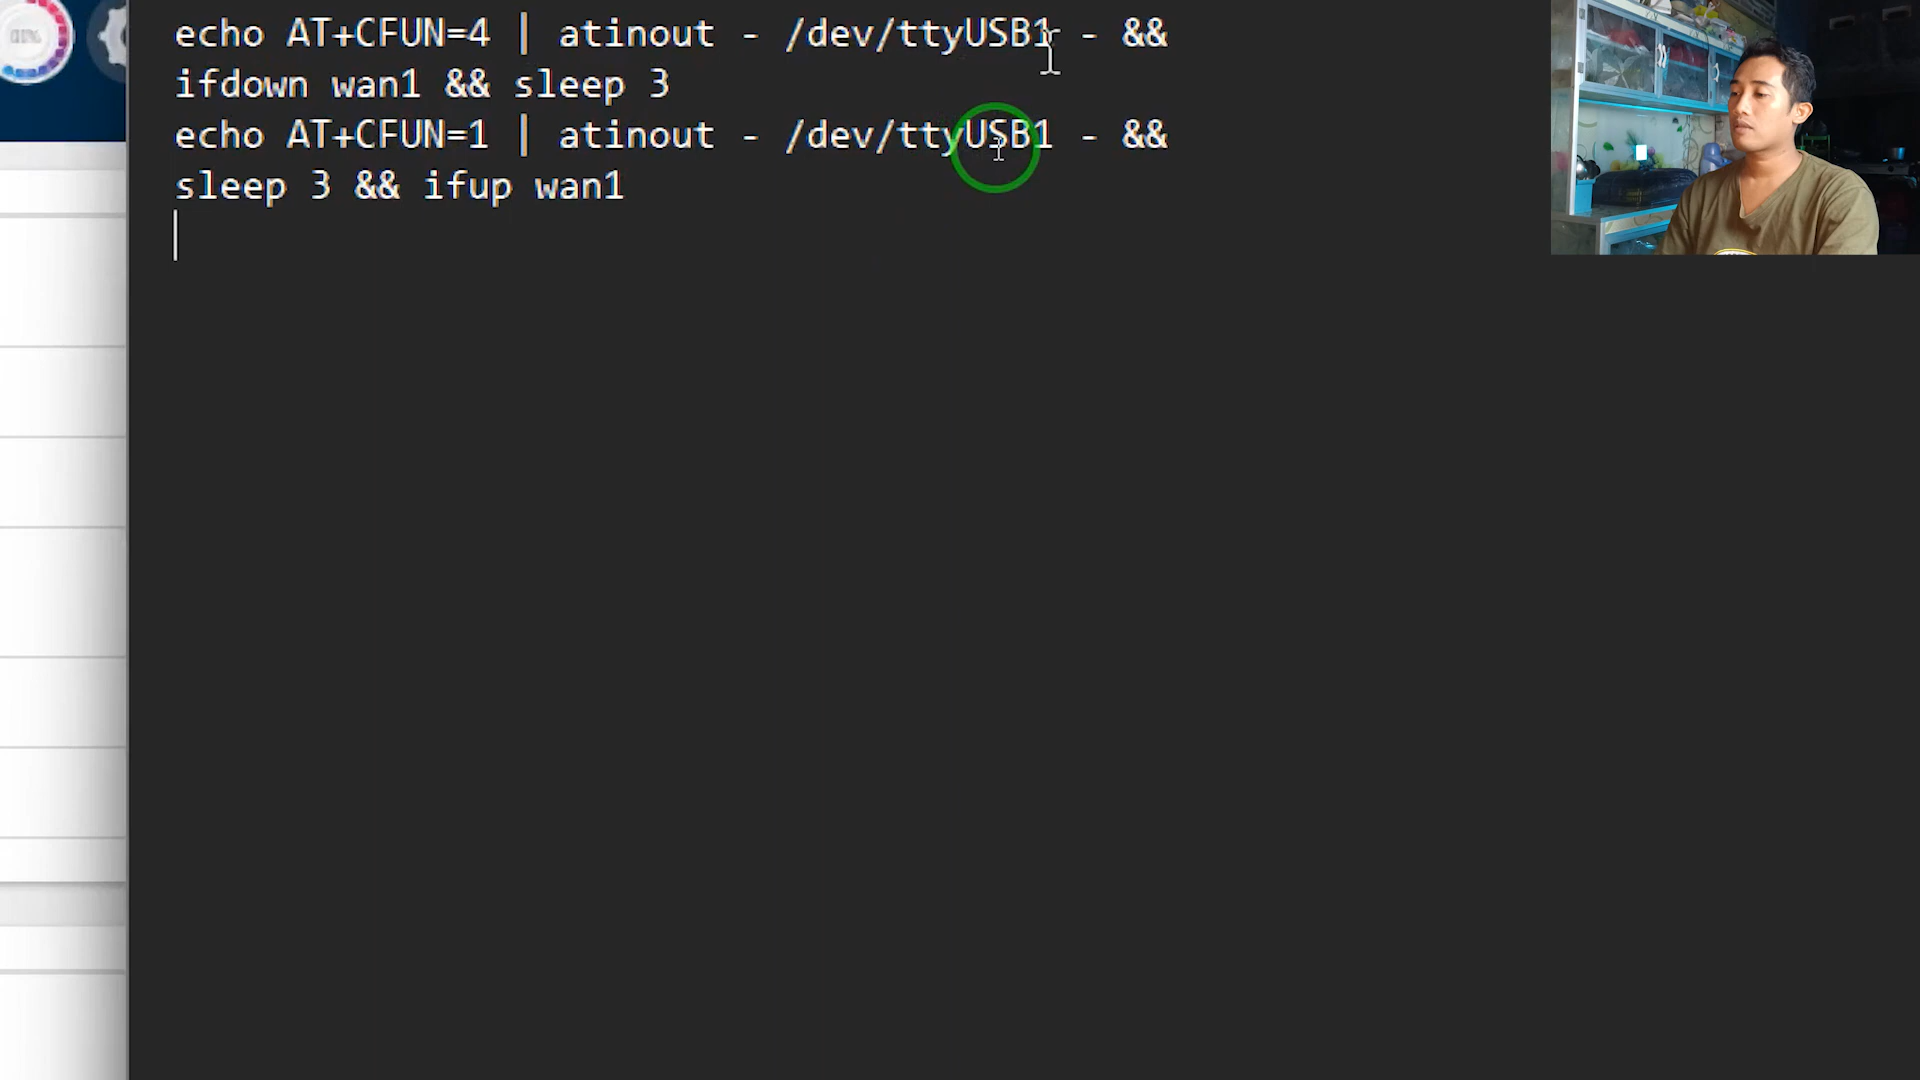 echo AT+CFUN=4 | atinout - /dev/ttyUSB1 - &&
ifdown wan1 && sleep 3
echo AT+CFUN=1 | atinout - /dev/ttyUSB1 - &&
sleep 3 && ifup wan1